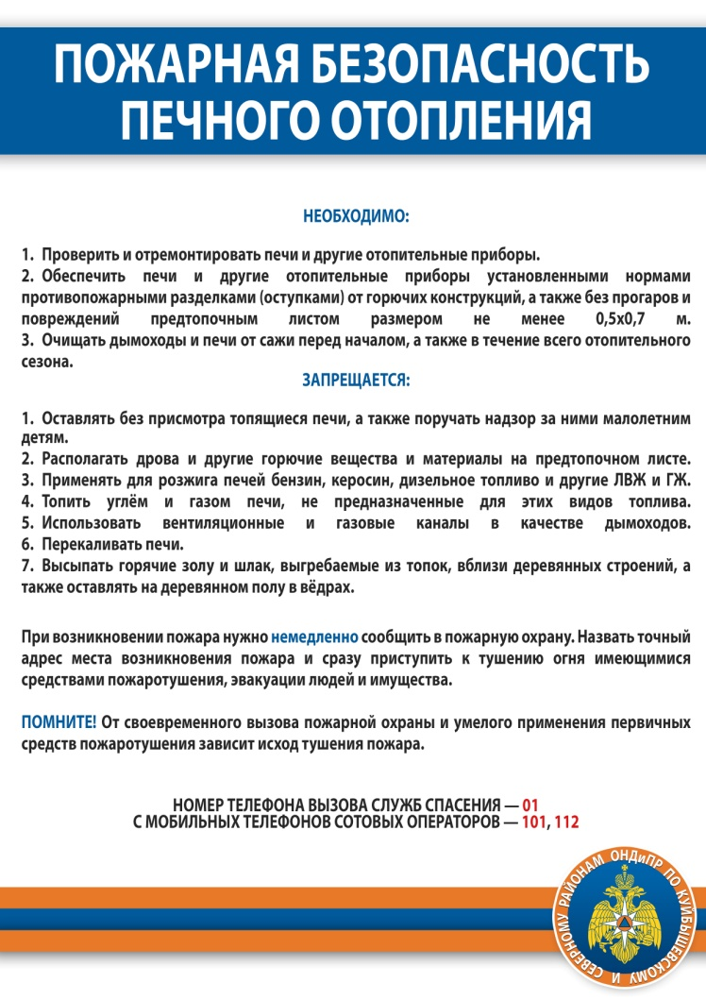 ПОЖАРНАЯ БЕЗОПАСНОСТЬ
ПЕЧНОГО ОТОПЛЕНИЯ
НЕОБХОДИМО:
1. Проверить и отремонтировать печи и другие отопительные приборы.
2. Обеспечить печи и другие отопительные приборы установленными нормами
противопожарными разделками (оступками) от горючих конструкций, а также без прогаров и
повреждений предтопочным листом размером не менее 0,5х0,7 м.
3. Очищать дымоходы и печи от сажи перед началом, а также в течение всего отопительного
сезона.
ЗАПРЕЩАЕТСЯ:
1. Оставлять без присмотра топящиеся печи, а также поручать надзор за ними малолетним
детям.
2. Располагать дрова и другие горючие вещества и материалы на предтопочном листе.
3. Применять для розжига печей бензин, керосин, дизельное топливо и другие ЛВЖ и ГЖ.
4. Топить углём и газом печи, не предназначенные для этих видов топлива.
5. Использовать вентиляционные и газовые каналы в качестве дымоходов.
6. Перекаливать печи.
7. Высыпать горячие золу и шлак, выгребаемые из топок, вблизи деревянных строений, а
также оставлять на деревянном полу в вёдрах.
При возникновении пожара нужно немедленно сообщить в пожарную охрану. Назвать точный
адрес места возникновения пожара и сразу приступить к тушению огня имеющимися
средствами пожаротушения, эвакуации людей и имущества.
ПОМНИТЕ! От своевременного вызова пожарной охраны и умелого применения первичных
средств пожаротушения зависит исход тушения пожара.
НОМЕР ТЕЛЕФОНА ВЫЗОВА СЛУЖБ СПАСЕНИЯ — 01
С МОБИЛЬНЫХ ТЕЛЕФОНОВ СОТОВЫХ ОПЕРАТОРОВ — 101, 112
ОНДиПР ПО КУЙБЫШЕВСКОМУ И СЕВЕРНОМУ РАЙОНАМ